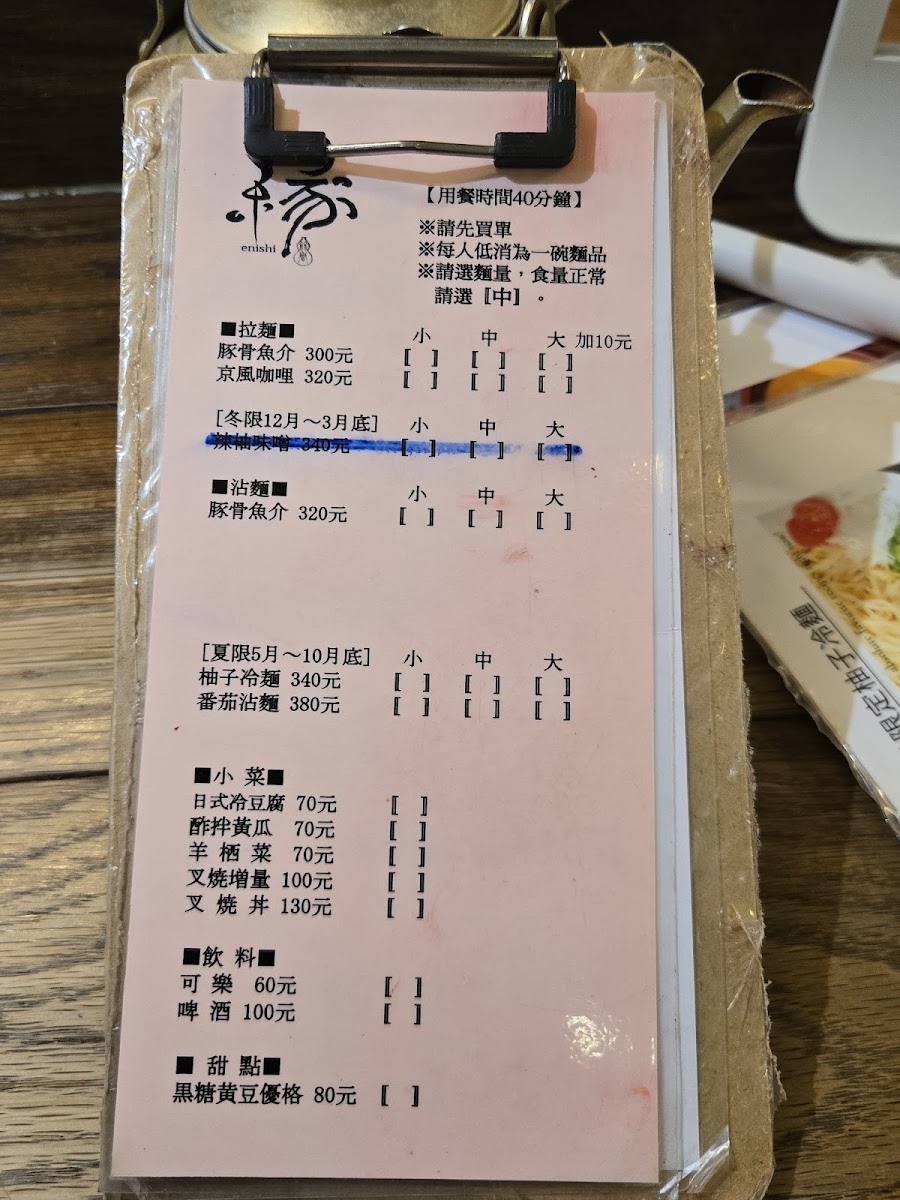 緣
enishi
【用餐時間40分鐘】
※請先買單
※每人低消為一碗麵品
※請選麵量，食量正常
請選〚中〛。
■拉麵■ 小 中 大 加10元
豚骨魚介 300元 〚 〛 〚 〛 〚 〛
京風咖哩 320元 〚 〛 〚 〛 〚 〛
[冬限12月～3月底] 小 中 大
辣柚味噌 340元 〚 〛 〚 〛 〚 〛
■沾麵■ 小 中 大
豚骨魚介 320元 〚 〛 〚 〛 〚 〛
[夏限5月～10月底] 小 中 大
柚子冷麵 340元 〚 〛 〚 〛 〚 〛
番茄沾麵 380元 〚 〛 〚 〛 〚 〛
■小 菜■
日式冷豆腐 70元 〚 〛
酢拌黃瓜 70元 〚 〛
羊 栖 菜 70元 〚 〛
叉燒增量 100元 〚 〛
叉 燒 丼 130元 〚 〛
■飲 料■
可 樂 60元 〚 〛
啤 酒 100元 〚 〛
■ 甜 點■
黒糖黄豆優格 80元 〚 〛
限定柚子冷麵